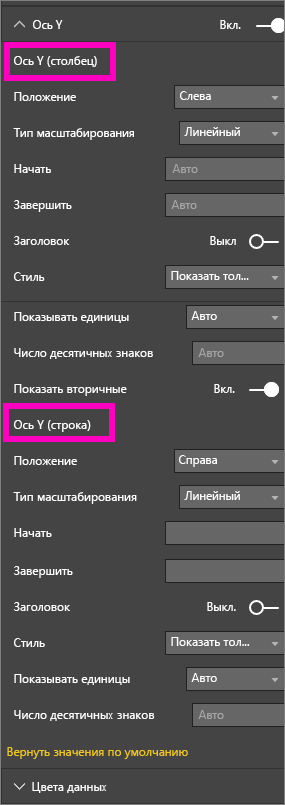 Ось Y Вкл.
Ось Y (столбец)
Положение Слева
Тип масштабирования Линейный
Начать Авто
Завершить Авто
Заголовок Выкл
Стиль Показать тол...
Показывать единицы Авто
Число десятичных знаков Авто
Показать вторичные Вкл.
Ось Y (строка)
Положение Справа
Тип масштабирования Линейный
Начать
Завершить
Заголовок Выкл.
Стиль Показать тол...
Показывать единицы Авто
Число десятичных знаков Авто
Вернуть значения по умолчанию
Цвета данных